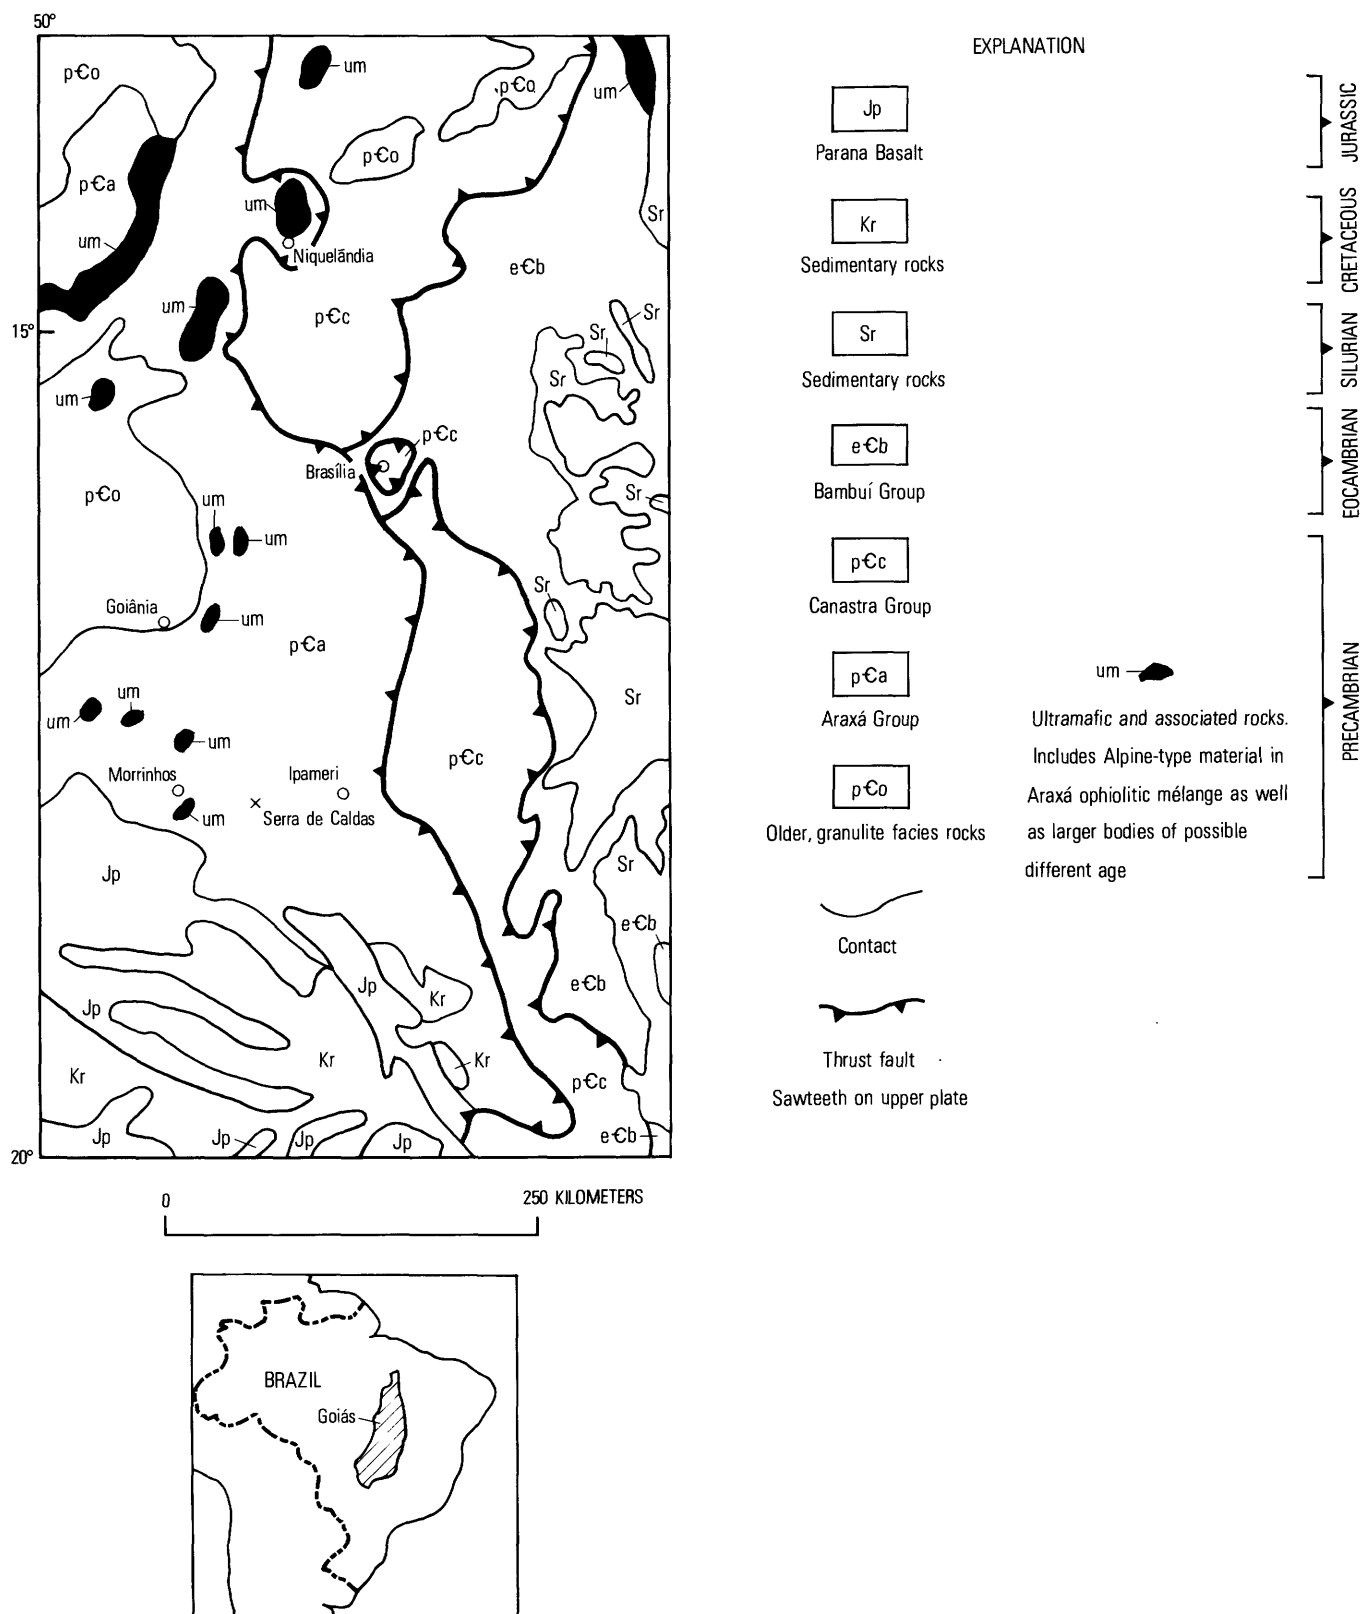 50°
EXPLANATION
p€o
um
p€o
um
p€o
p€a
um
um
Sr
Niquelãndia
e€b
um
p€c
15°
Sr
Sr
Sr
um
p€c
Brasília
p€o
um
um
Sr
Goiânia
um
Sr
p€a
um
um
um
Sr
p€c
Morrinhos
Ipameri
um
Serra de Caldas
Jp
Sr
e€b
Jp
Kr
e€b
Jp
Kr
Kr
Kr
p€c
Jp
Jp
Jp
Jp
e€b
20°
0
250 KILOMETERS
BRAZIL
Goiás
Jp
Parana Basalt
JURASSIC
Kr
Sedimentary rocks
CRETACEOUS
Sr
Sedimentary rocks
SILURIAN
e€b
Bambuí Group
EOCAMBRIAN
p€c
Canastra Group
p€a
Araxá Group
p€o
Older, granulite facies rocks
um
Ultramafic and associated rocks.
Includes Alpine-type material in
Araxá ophiolitic mélange as well
as larger bodies of possible
different age
PRECAMBRIAN
Contact
Thrust fault
Sawteeth on upper plate